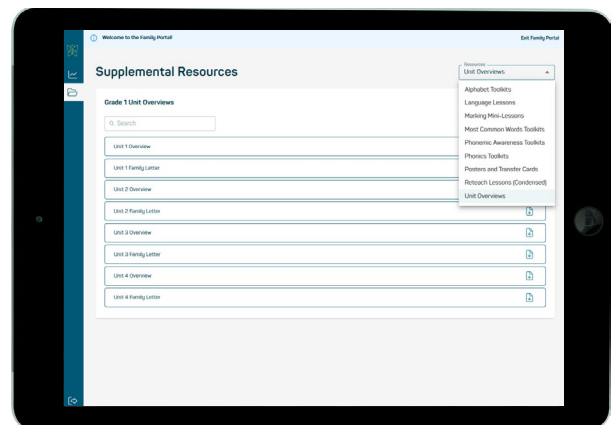 Welcome to the Family Portal!
Exit Family Portal
Supplemental Resources
Resources
Unit Overviews
Alphabet Toolkits
Language Lessons
Marking Mini-Lessons
Most Common Words Toolkits
Phonemic Awareness Toolkits
Phonics Toolkits
Posters and Transfer Cards
Reteach Lessons (Condensed)
Unit Overviews
Grade 1 Unit Overviews
Search
Unit 1 Overview
Unit 1 Family Letter
Unit 2 Overview
Unit 2 Family Letter
Unit 3 Overview
Unit 3 Family Letter
Unit 4 Overview
Unit 4 Family Letter